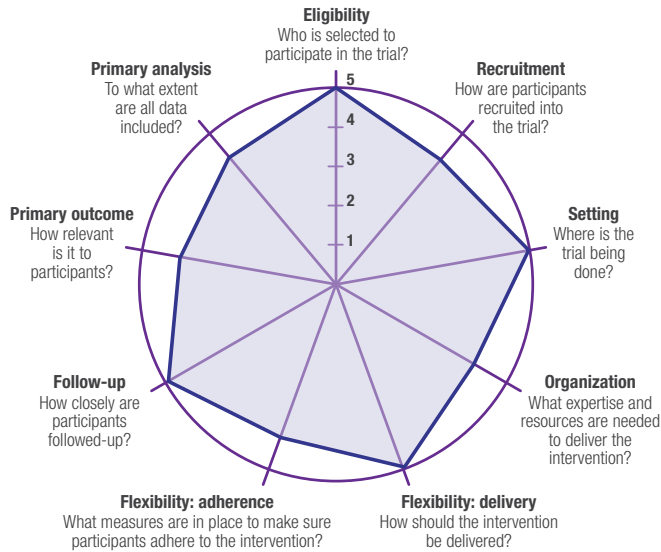 Eligibility
Who is selected to
participate in the trial?
Recruitment
How are participants
recruited into
the trial?
Setting
Where is the
trial being
done?
Organization
What expertise and
resources are needed
to deliver the
intervention?
Flexibility: delivery
How should the intervention
be delivered?
Flexibility: adherence
What measures are in place to make sure
participants adhere to the intervention?
Follow-up
How closely are
participants
followed-up?
Primary outcome
How relevant
is it to
participants?
Primary analysis
To what extent
are all data
included?
5
4
3
2
1